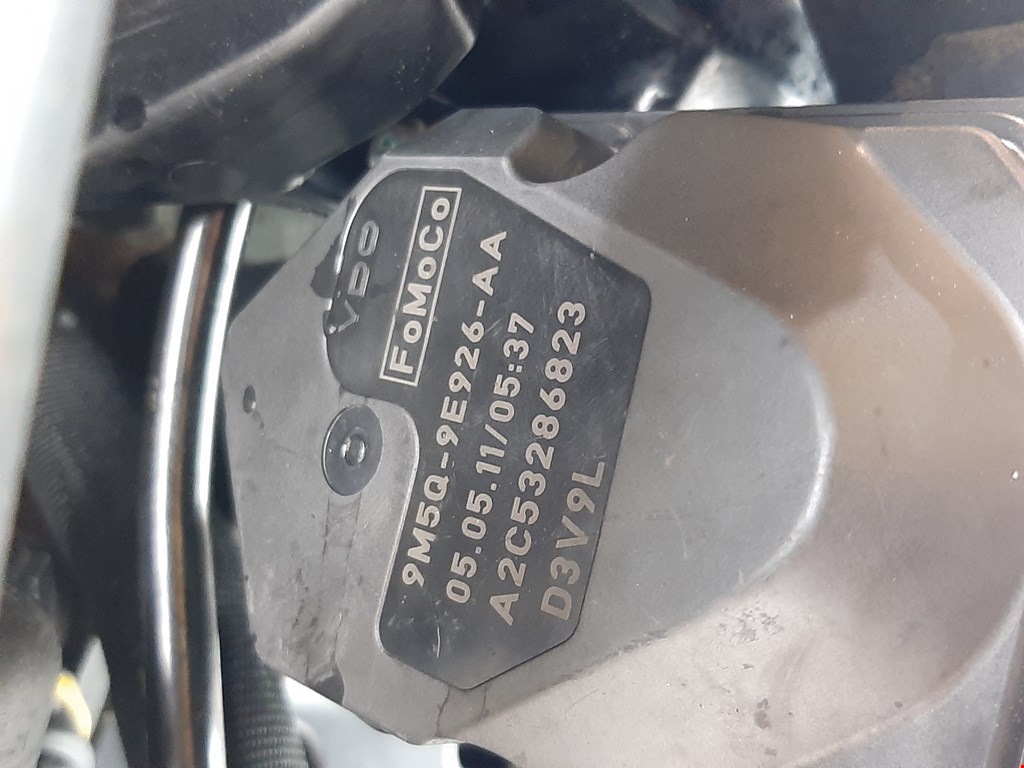 VDO
FoMoCo
9M5Q-9E926-AA
05.05.11/05:37
A2C53286823
D3V9L